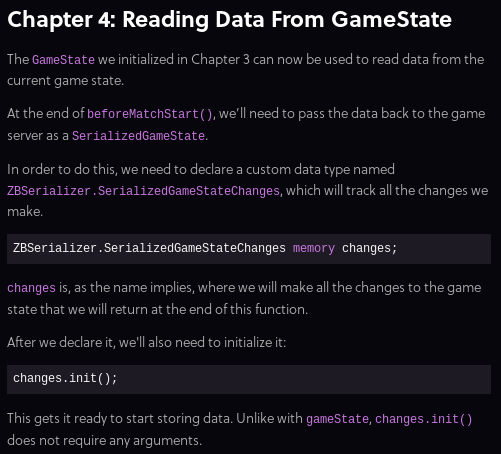 Chapter 4: Reading Data From GameState
The GameState we initialized in Chapter 3 can now be used to read data from the
current game state.
At the end of beforeMatchStart(), we'll need to pass the data back to the game
server as a SerializedGameState.
In order to do this, we need to declare a custom data type named
ZBSerializer.SerializedGameStateChanges, which will track all the changes we
make.
ZBSerializer.SerializedGameStateChanges memory changes;
changes is, as the name implies, where we will make all the changes to the game
state that we will return at the end of this function.
After we declare it, we'll also need to initialize it:
changes.init();
This gets it ready to start storing data. Unlike with gameState, changes.init()
does not require any arguments.